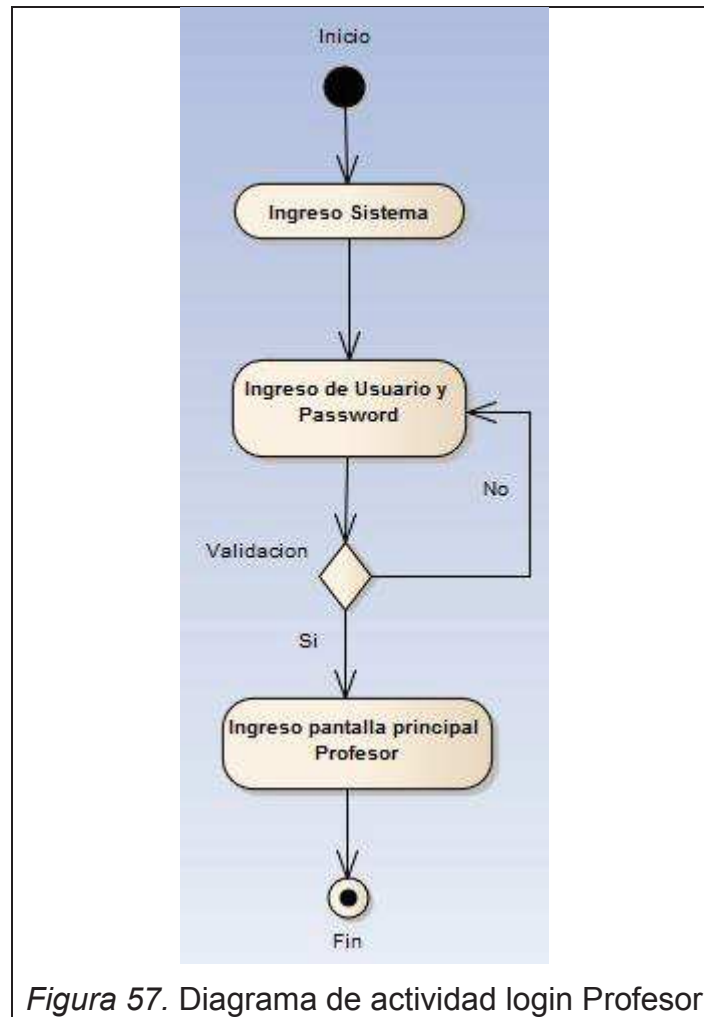 Inicio
Ingreso Sistema
Ingreso de Usuario y
Password
No
Validacion
Si
Ingreso pantalla principal
Profesor
Fin
Figura 57. Diagrama de actividad login Profesor